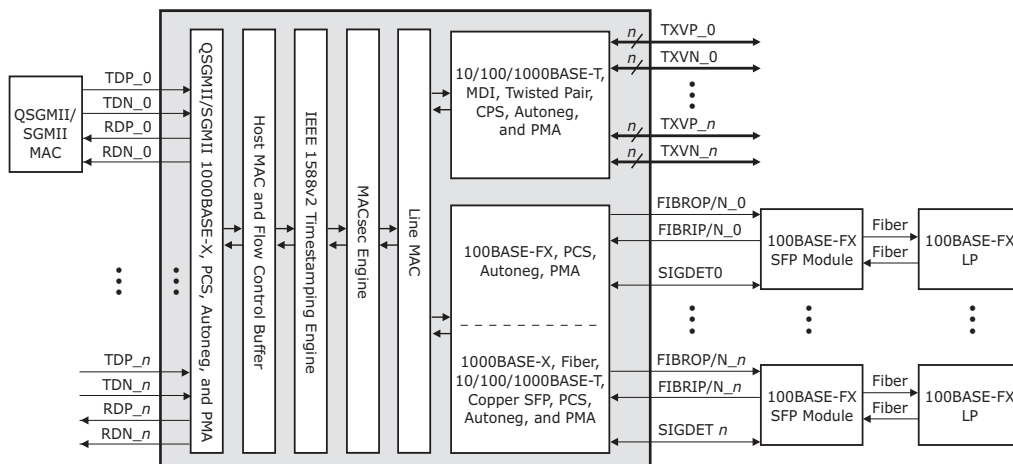 QSGMII/
SGMII
MAC
TDP_0
TDN_0
RDP_0
RDN_0
TDP_n
TDN_n
RDP_n
RDN_n
QSGMII/SGMII 1000BASE-X, PCS, Autoneg, and PMA
Host MAC and Flow Control Buffer
IEEE 1588v2 Timestamping Engine
MACsec Engine
Line MAC
10/100/1000BASE-T,
MDI, Twisted Pair,
CPS, Autoneg,
and PMA
n
TXVP_0
n
TXVN_0
n
TXVP_n
n
TXVN_n
100BASE-FX, PCS,
Autoneg, PMA
1000BASE-X, Fiber,
10/100/1000BASE-T,
Copper SFP, PCS,
Autoneg, and PMA
FIBROP/N_0
FIBRIP/N_0
SIGDET0
100BASE-FX
SFP Module
Fiber
Fiber
100BASE-FX
LP
FIBROP/N_n
FIBRIP/N_n
SIGDET n
100BASE-FX
SFP Module
Fiber
Fiber
100BASE-FX
LP